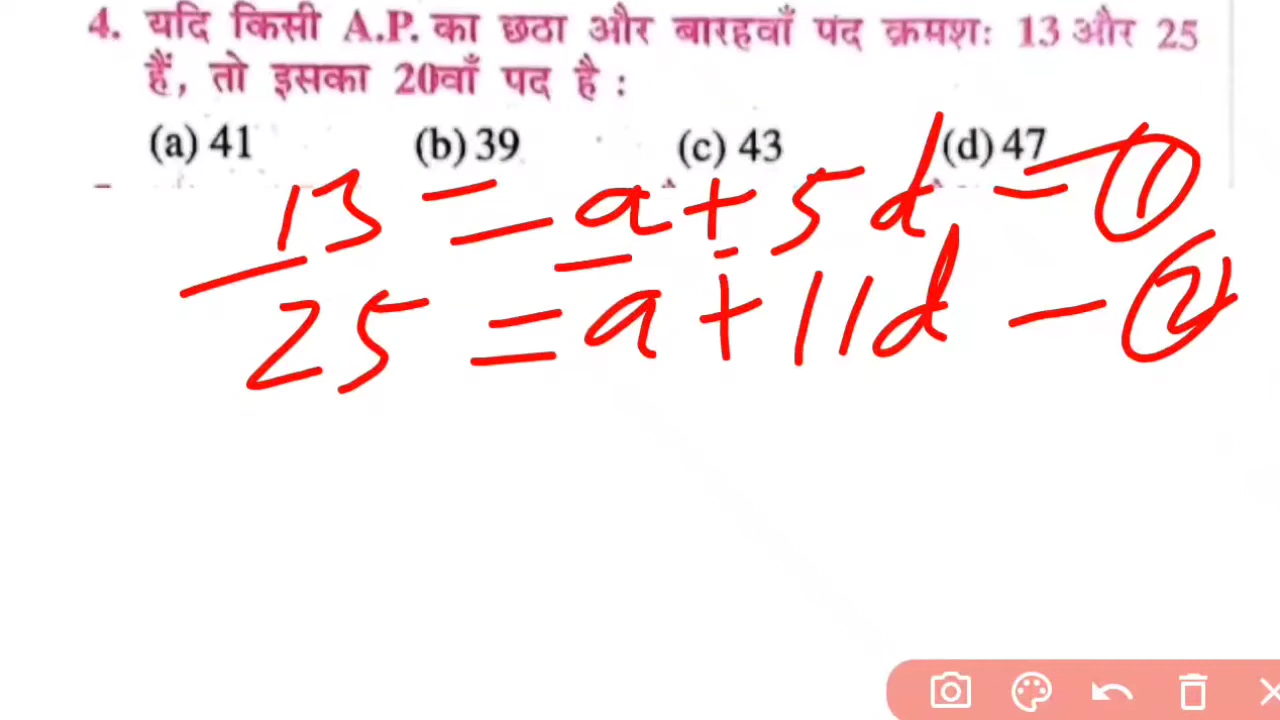 4. यदि किसी A.P. का छठा और बारहवाँ पद क्रमशः 13 और 25
हैं, तो इसका 20वाँ पद है :
(a) 41 (b) 39 (c) 43 (d) 47
13 = a + 5d - ①
25 = a + 11d - ②